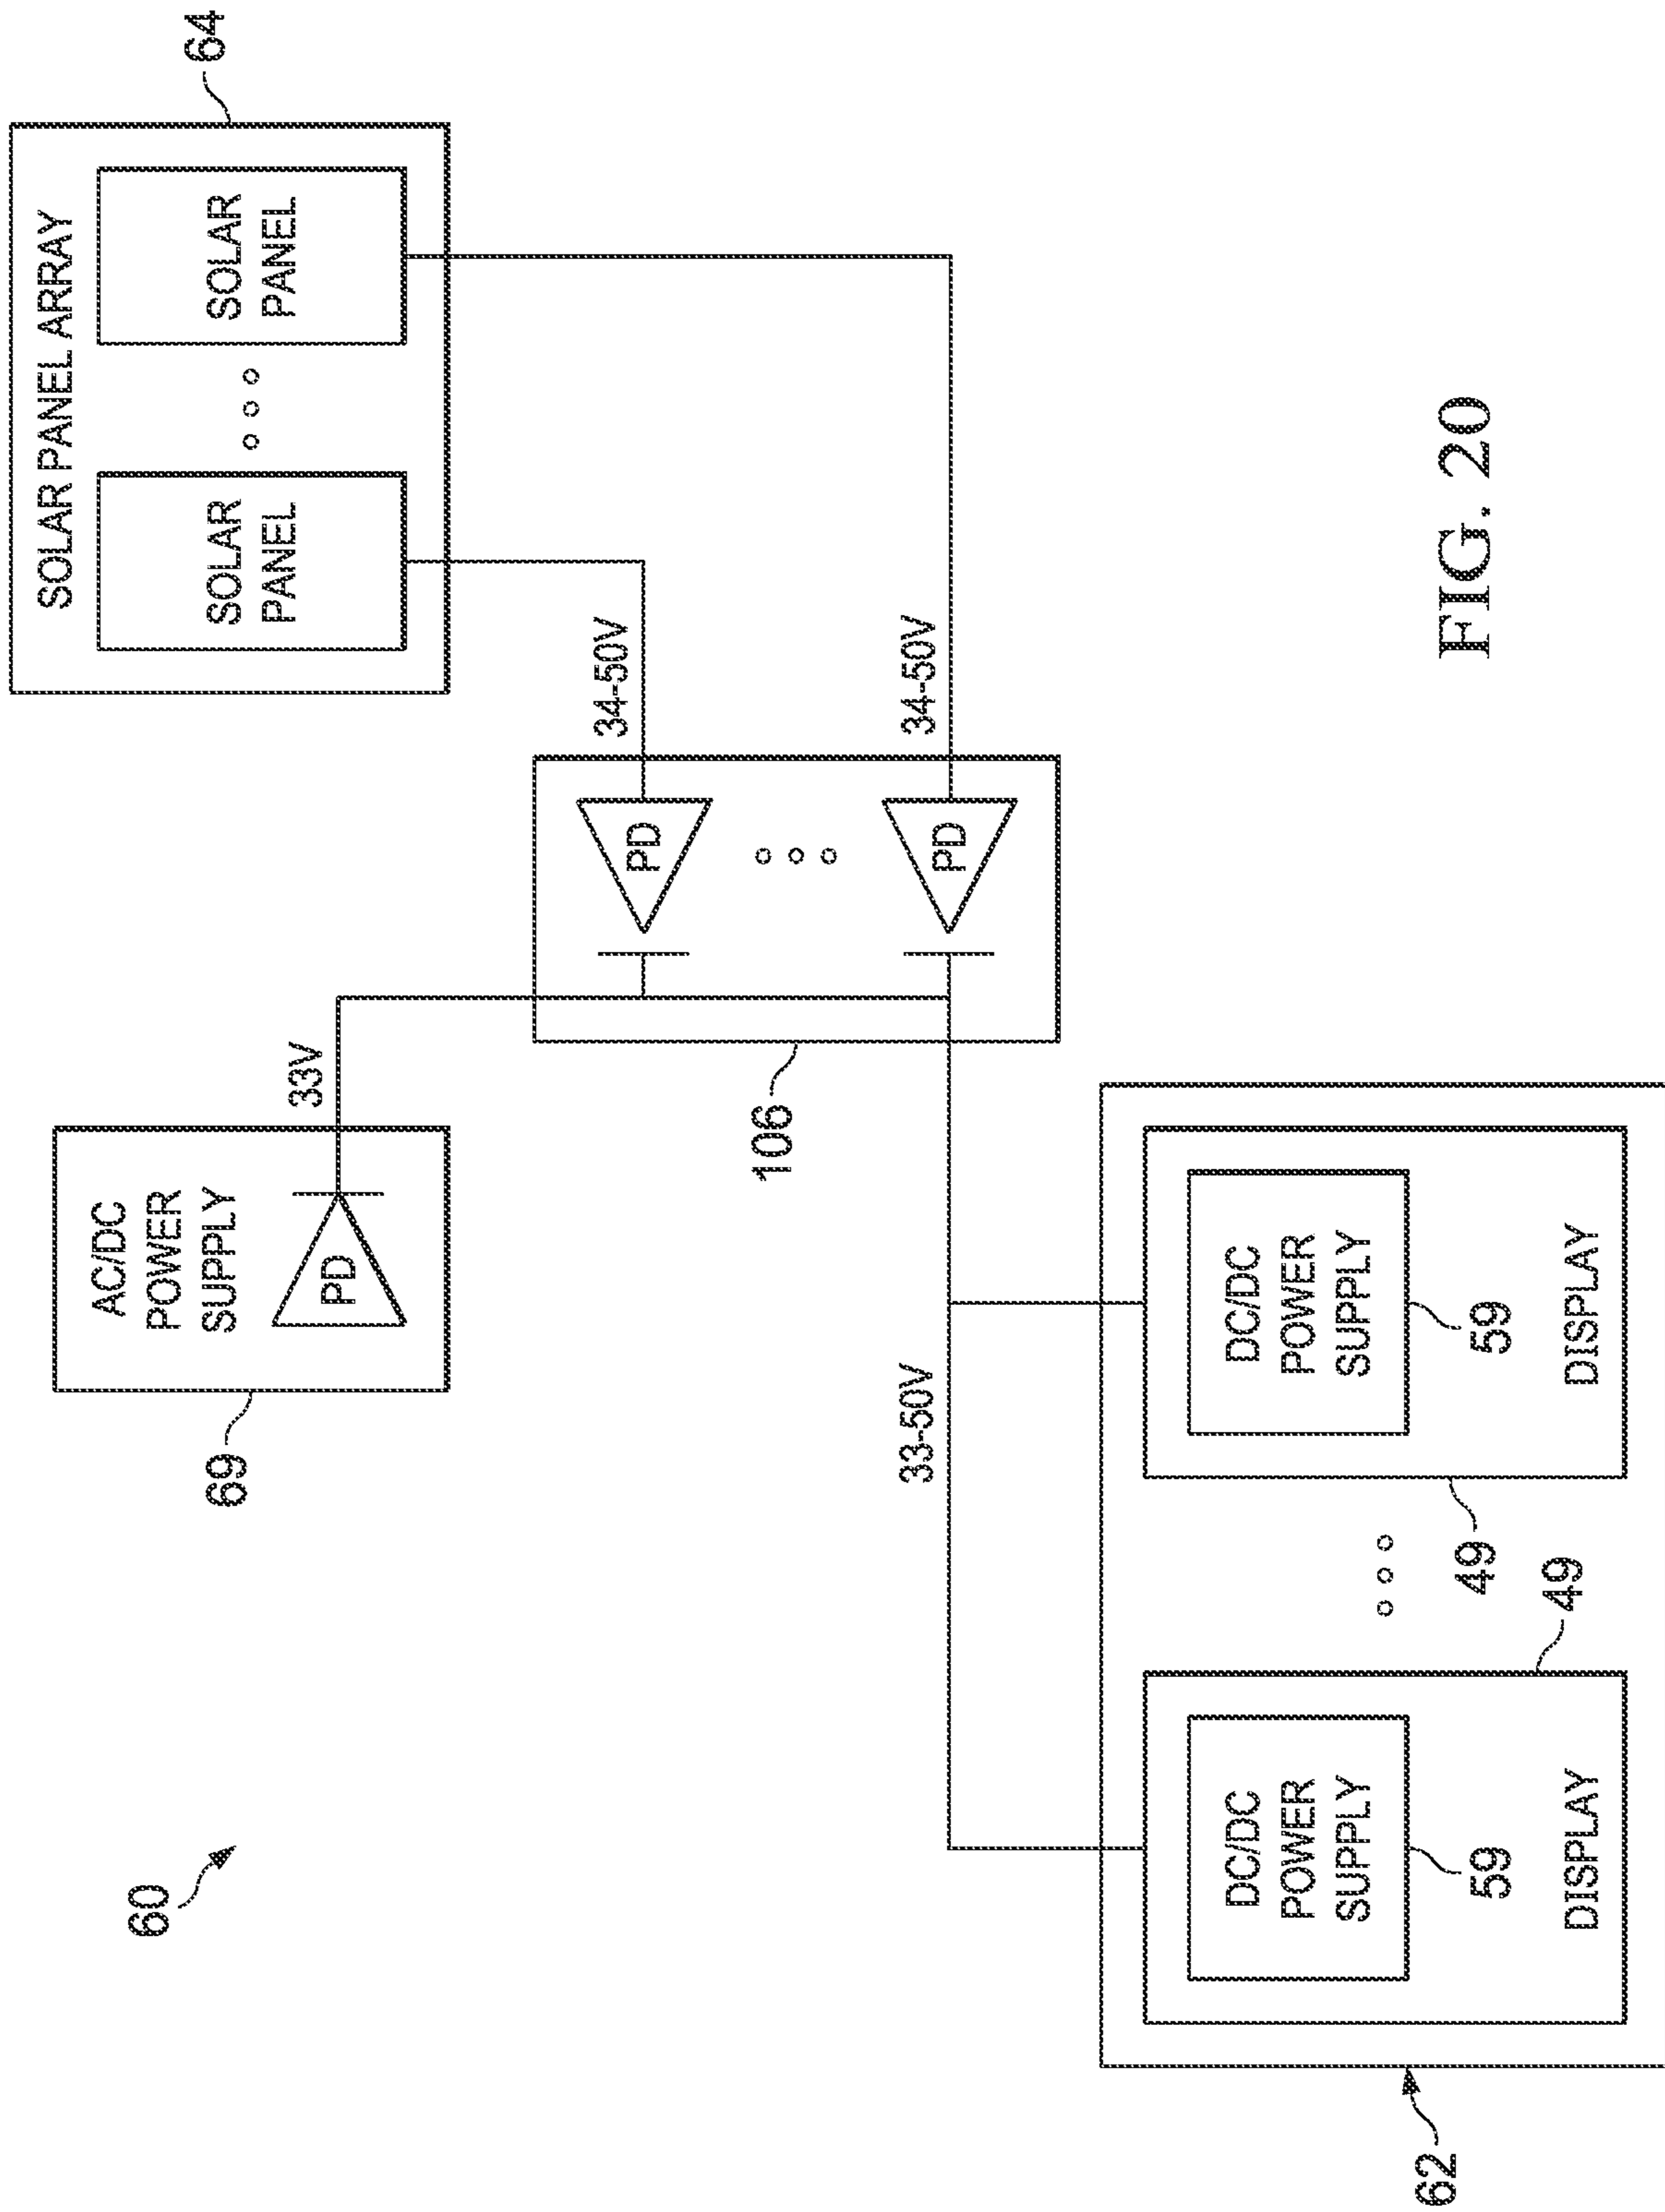 60
69
AC/DC
POWER
SUPPLY
PD
33V
SOLAR PANEL ARRAY
64
SOLAR
PANEL
SOLAR
PANEL
34-50V
34-50V
PD
PD
106
33-50V
62
DC/DC
POWER
SUPPLY
59
DISPLAY
49
DC/DC
POWER
SUPPLY
59
DISPLAY
49
FIG. 20